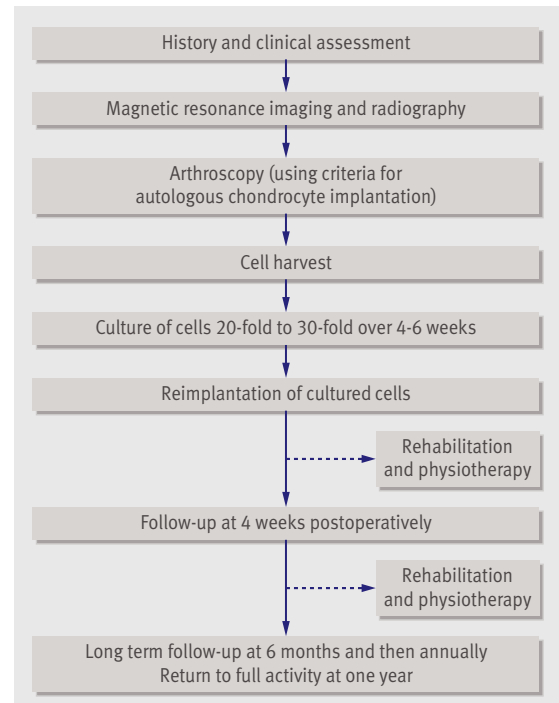 History and clinical assessment
Magnetic resonance imaging and radiography
Arthroscopy (using criteria for
autologous chondrocyte implantation)
Cell harvest
Culture of cells 20-fold to 30-fold over 4-6 weeks
Reimplantation of cultured cells
Rehabilitation
and physiotherapy
Follow-up at 4 weeks postoperatively
Rehabilitation
and physiotherapy
Long term follow-up at 6 months and then annually
Return to full activity at one year